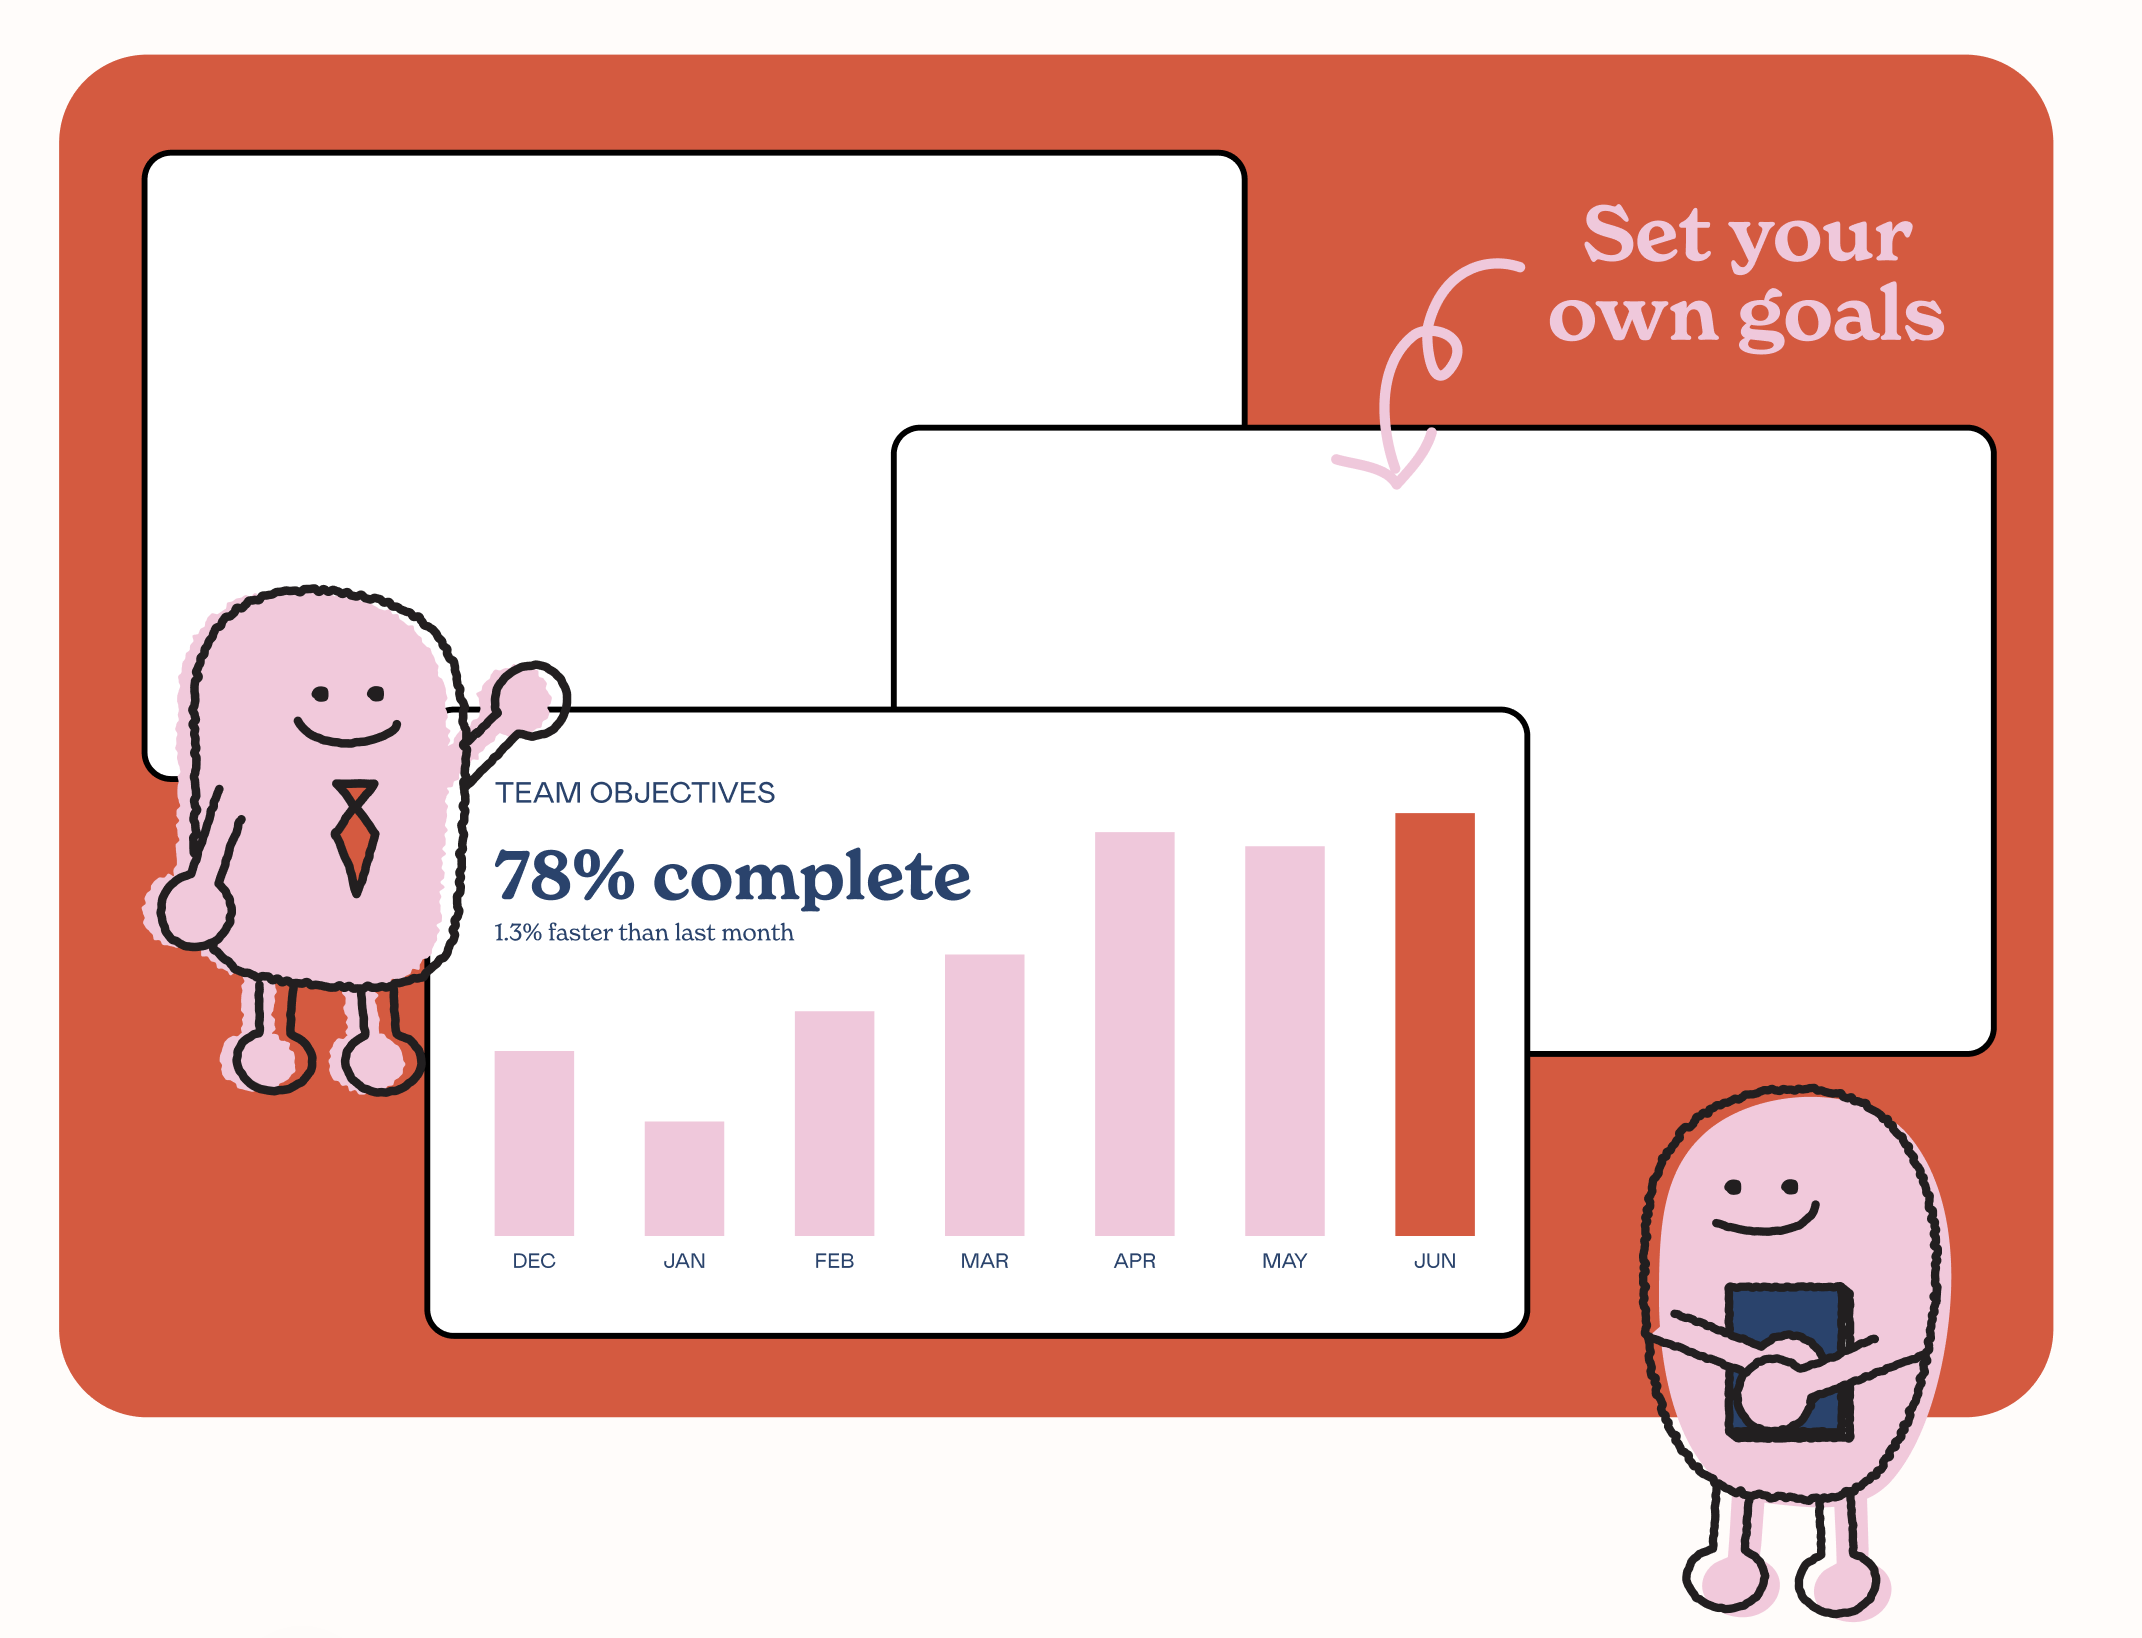 Set your
own goals
TEAM OBJECTIVES
78% complete
1.3% faster than last month
DEC JAN FEB MAR APR MAY JUN